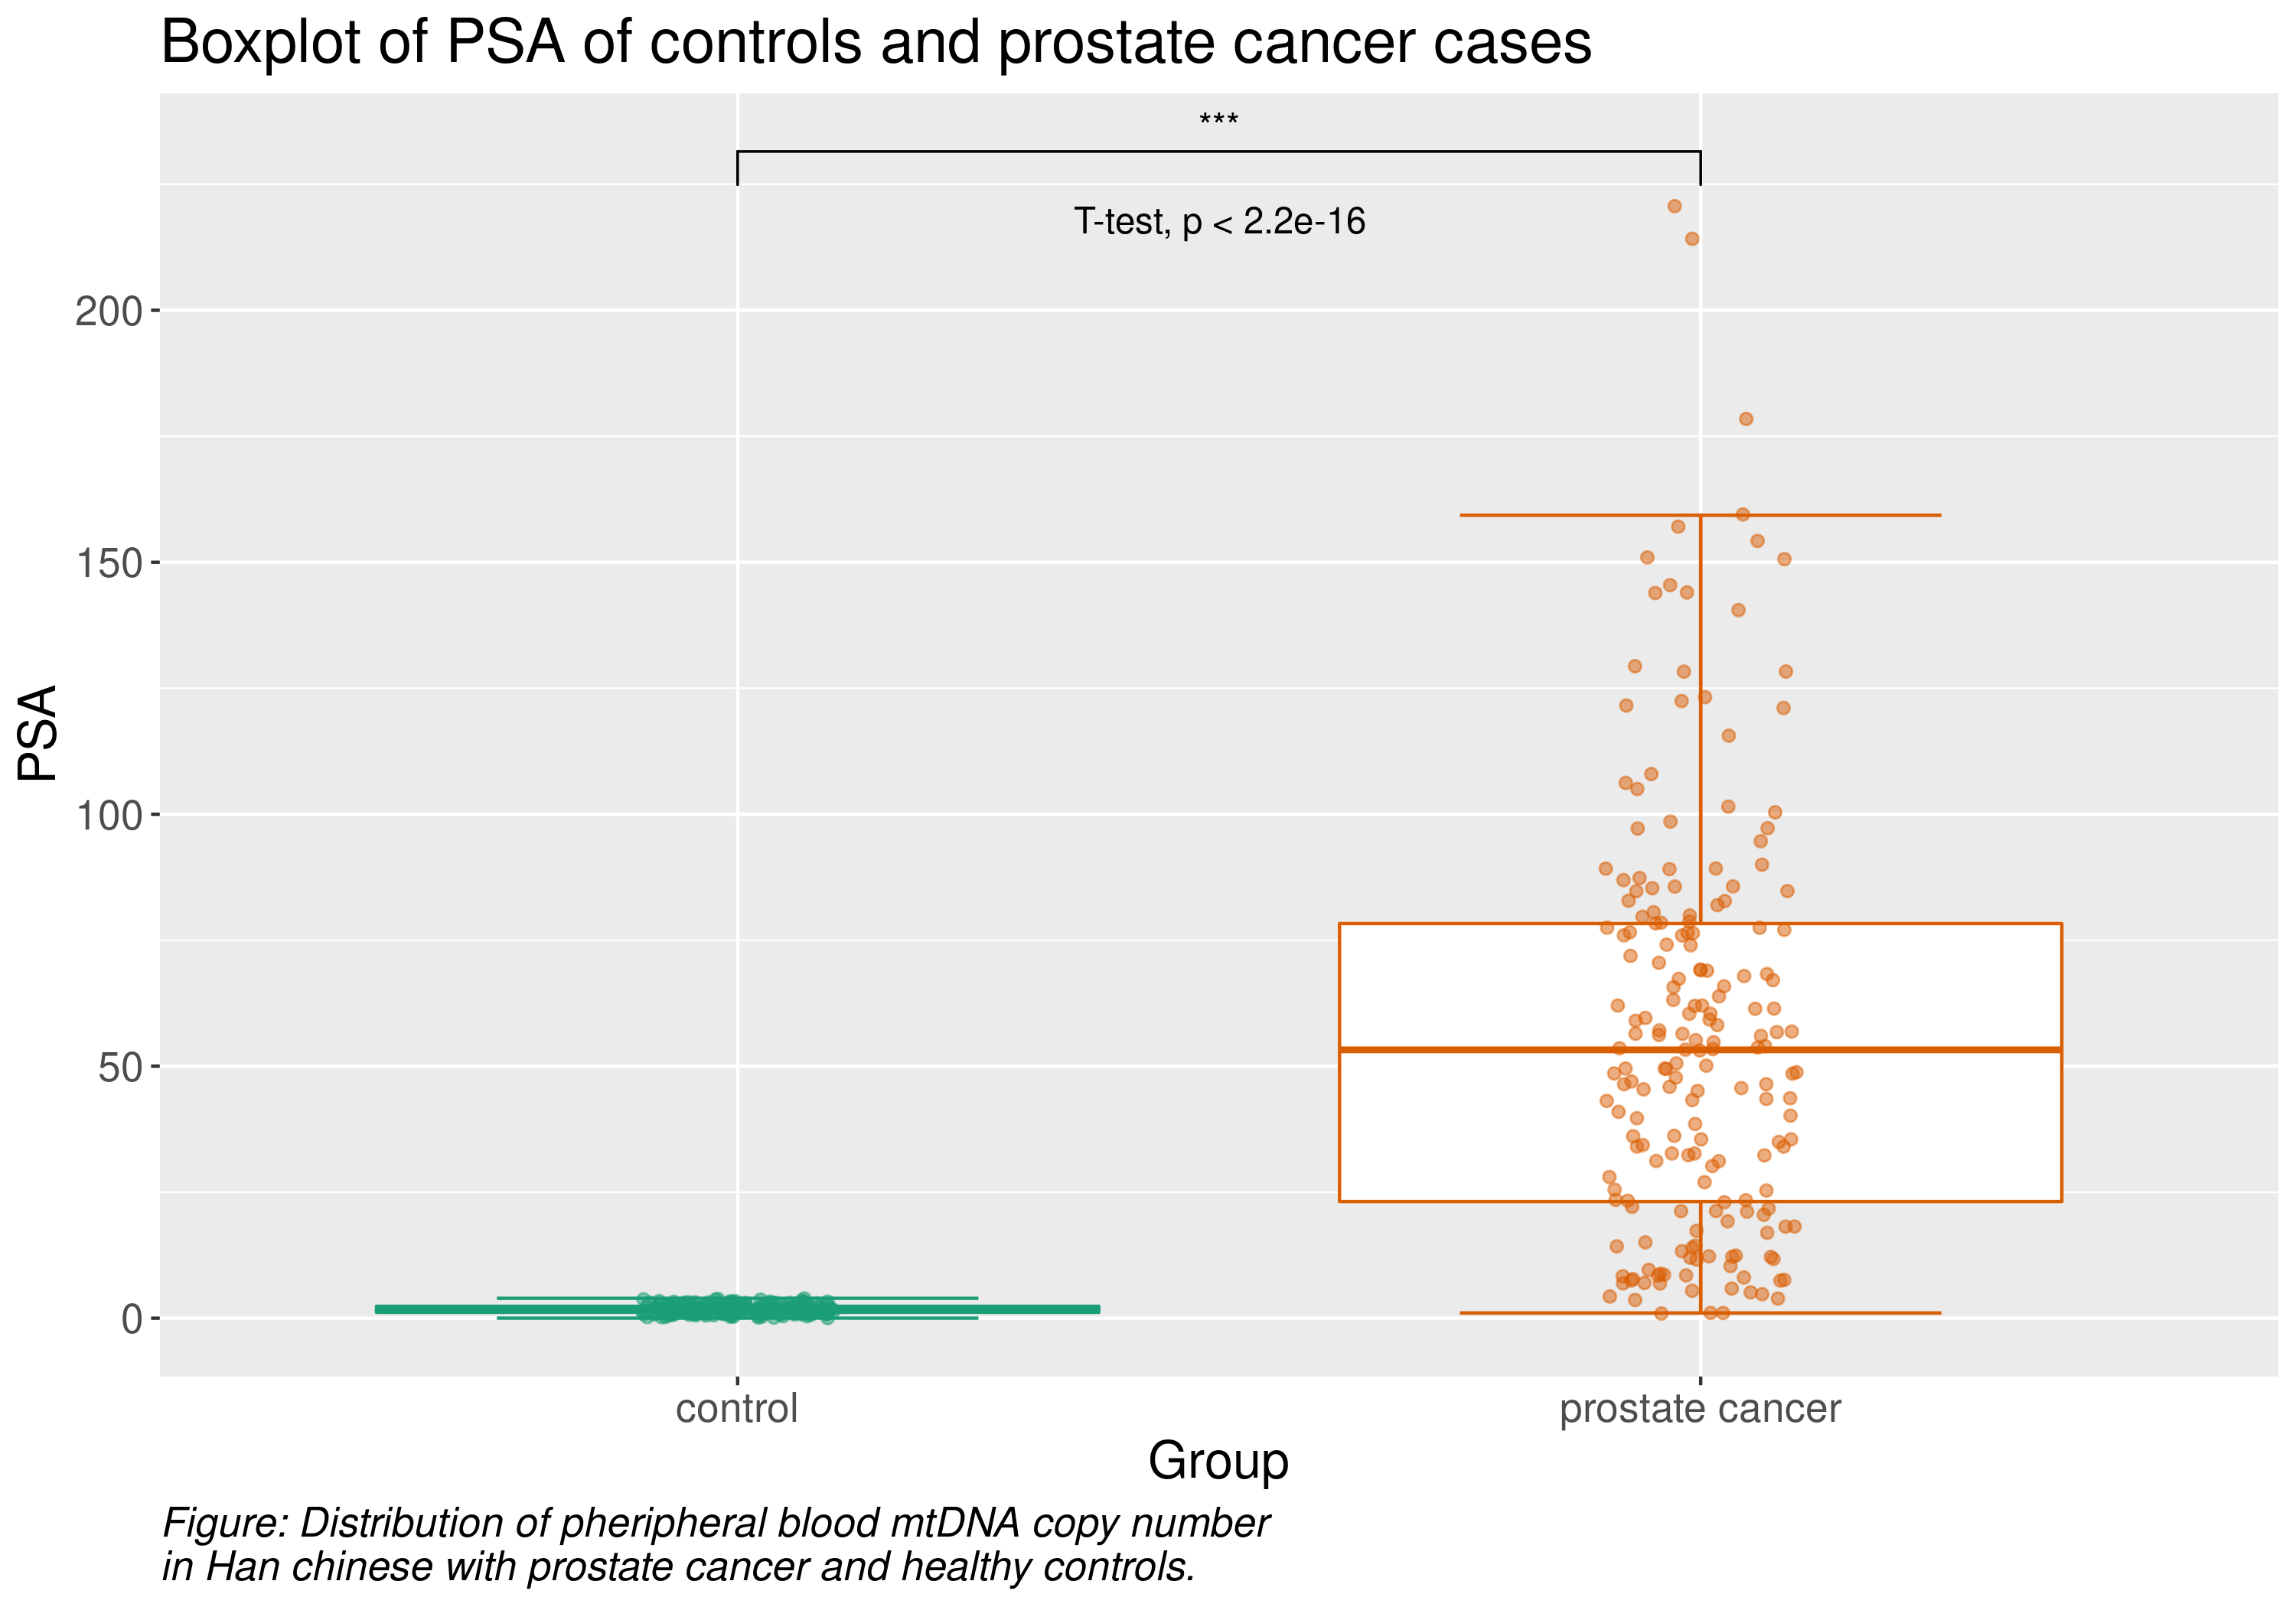 Boxplot of PSA of controls and prostate cancer cases
***
T-test, p < 2.2e-16
200
150
100
50
0
PSA
control
prostate cancer
Group
Figure: Distribution of pheripheral blood mtDNA copy number
in Han chinese with prostate cancer and healthy controls.